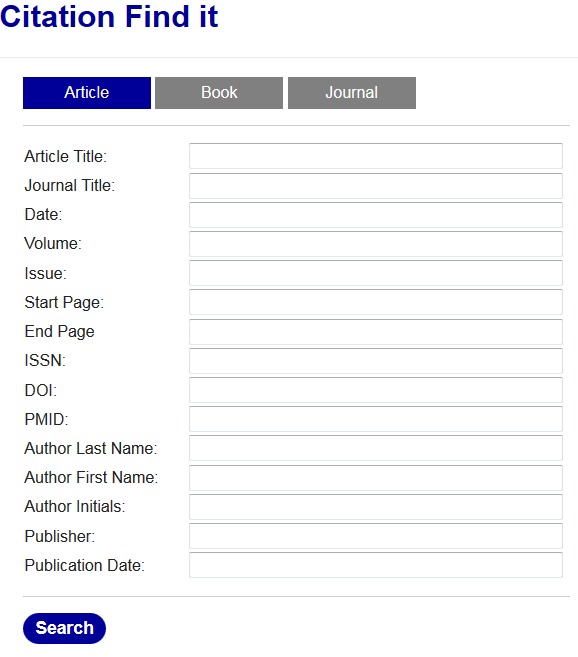 Citation Find it
Article Book Journal
Article Title:
Journal Title:
Date:
Volume:
Issue:
Start Page:
End Page
ISSN:
DOI:
PMID:
Author Last Name:
Author First Name:
Author Initials:
Publisher:
Publication Date:
Search